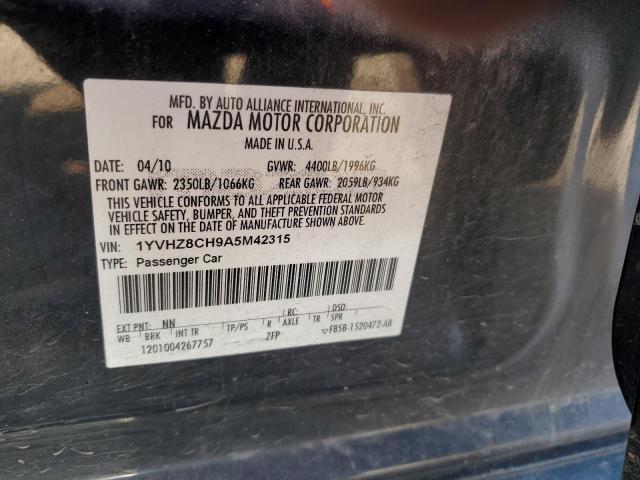 MFD. BY AUTO ALLIANCE INTERNATIONAL, INC.
FOR MAZDA MOTOR CORPORATION
MADE IN U.S.A.
DATE: 04/10 GVWR: 4400LB/1996KG
FRONT GAWR: 2350LB/1066KG REAR GAWR: 2059LB/934KG
THIS VEHICLE CONFORMS TO ALL APPLICABLE FEDERAL MOTOR
VEHICLE SAFETY, BUMPER, AND THEFT PREVENTION STANDARDS
IN EFFECT ON THE DATE OF MANUFACTURE SHOWN ABOVE.
VIN: 1YVHZ8CH9A5M42315
TYPE: Passenger Car
EXT PNT: NN RC: DSO:
WB BRK INT TR TP/PS R AXLE TR SPR
1201004267757 ZFP ▽F85B-1520472-AB